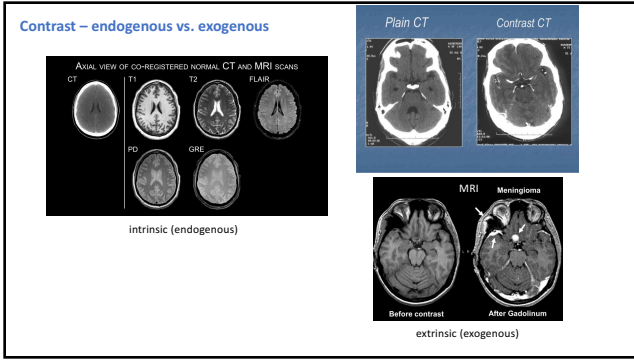 Contrast – endogenous vs. exogenous
AXIAL VIEW OF CO-REGISTERED NORMAL CT AND MRI SCANS
CT T1 T2 FLAIR
PD GRE
intrinsic (endogenous)
Plain CT Contrast CT
MRI Meningioma
Before contrast After Gadolinum
extrinsic (exogenous)